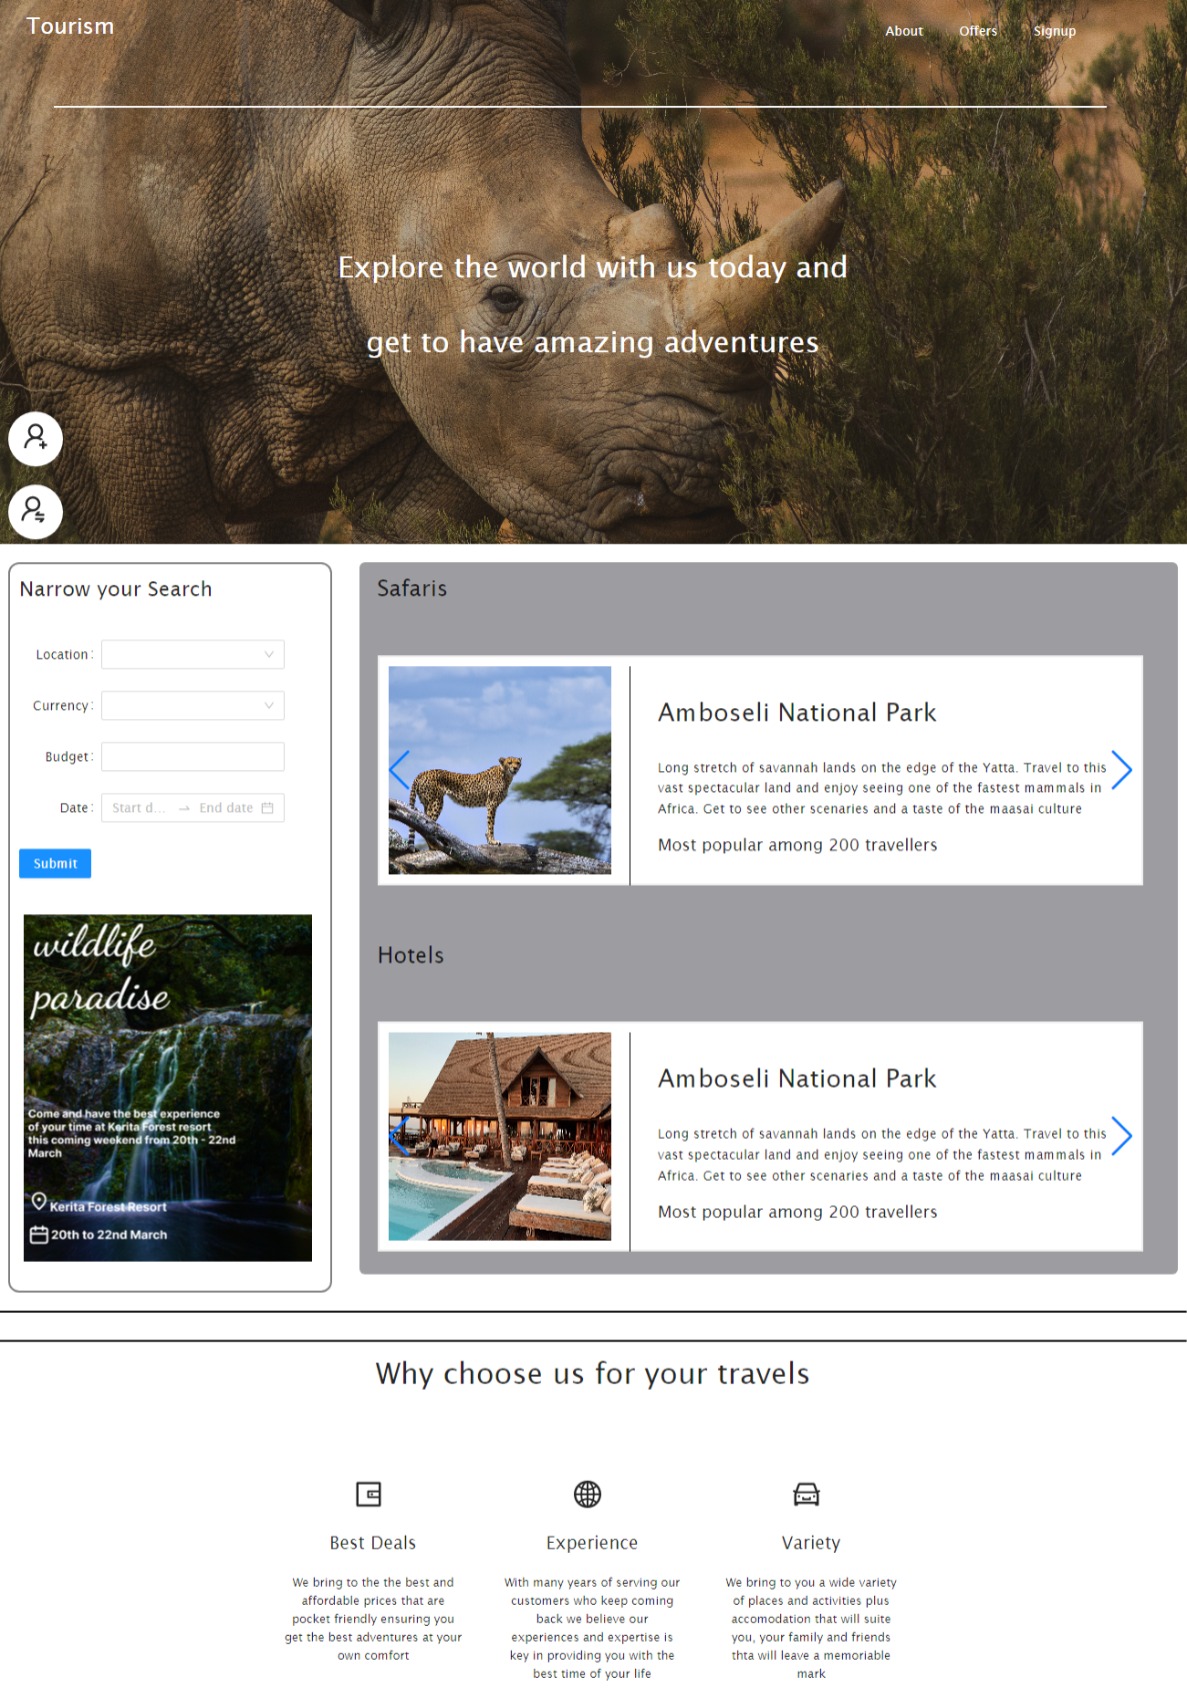 Tourism
About
Offers
Signup
Explore the world with us today and
get to have amazing adventures
Narrow your Search
Location:
Currency:
Budget:
Date:
Start d...
End date
Submit
wildlife
paradise
Come and have the best experience
of your time at Kerita Forest resort
this coming weekend from 20th - 22nd
March
Kerita Forest Resort
20th to 22nd March
Safaris
Amboseli National Park
Long stretch of savannah lands on the edge of the Yatta. Travel to this
vast spectacular land and enjoy seeing one of the fastest mammals in
Africa. Get to see other scenaries and a taste of the maasai culture
Most popular among 200 travellers
Hotels
Amboseli National Park
Long stretch of savannah lands on the edge of the Yatta. Travel to this
vast spectacular land and enjoy seeing one of the fastest mammals in
Africa. Get to see other scenaries and a taste of the maasai culture
Most popular among 200 travellers
Why choose us for your travels
Best Deals
We bring to the the best and
affordable prices that are
pocket friendly ensuring you
get the best adventures at your
own comfort
Experience
With many years of serving our
customers who keep coming
back we believe our
experiences and expertise is
key in providing you with the
best time of your life
Variety
We bring to you a wide variety
of places and activities plus
accomodation that will suite
you, your family and friends
thta will leave a memoriable
mark